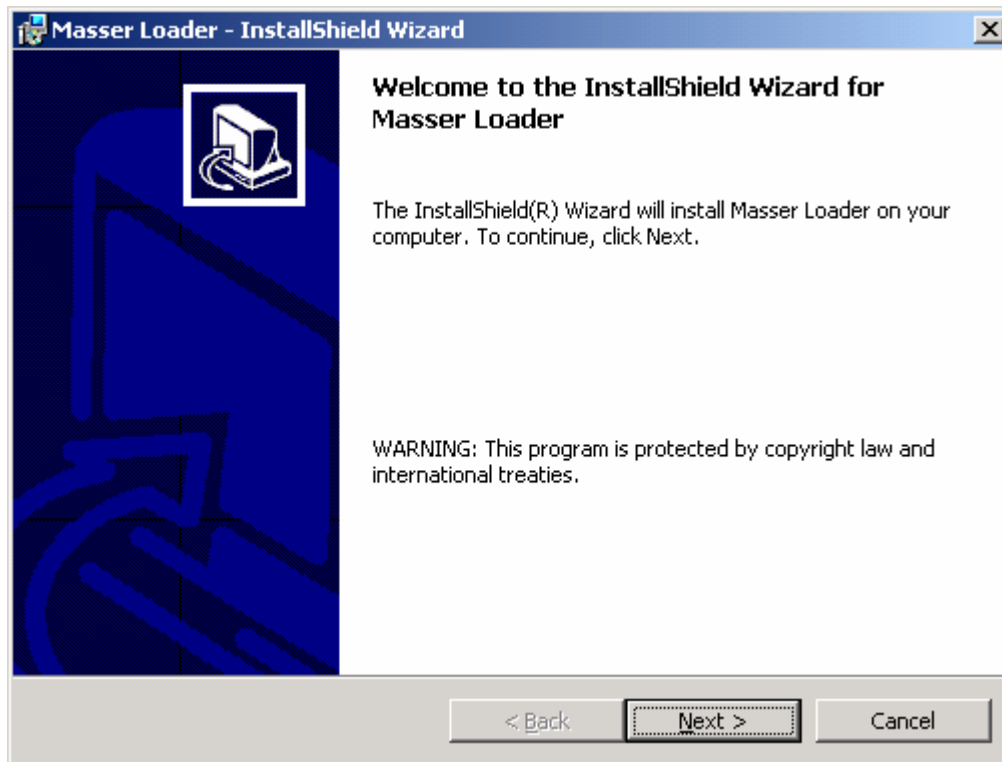 Masser Loader - InstallShield Wizard
Welcome to the InstallShield Wizard for
Masser Loader
The InstallShield(R) Wizard will install Masser Loader on your
computer. To continue, click Next.
WARNING: This program is protected by copyright law and
international treaties.
< Back
Next >
Cancel